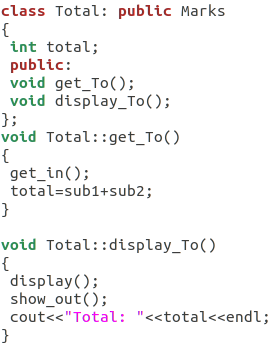 class Total: public Marks
{
 int total;
 public:
 void get_To();
 void display_To();
};
void Total::get_To()
{
 get_in();
 total=sub1+sub2;
}

void Total::display_To()
{
 display();
 show_out();
 cout<<"Total: "<<total<<endl;
}